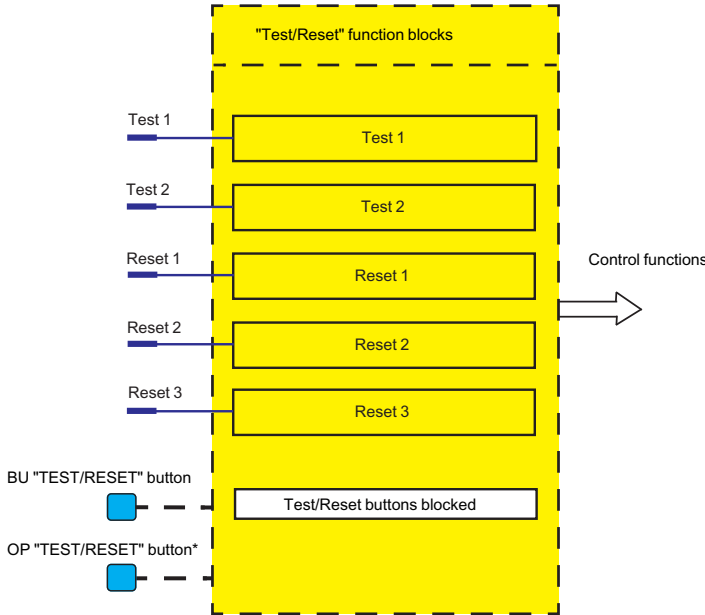 "Test/Reset" function blocks
Test 1
Test 1
Test 2
Test 2
Reset 1
Reset 1
Control functions
Reset 2
Reset 2
Reset 3
Reset 3
BU "TEST/RESET" button
Test/Reset buttons blocked
OP "TEST/RESET" button*